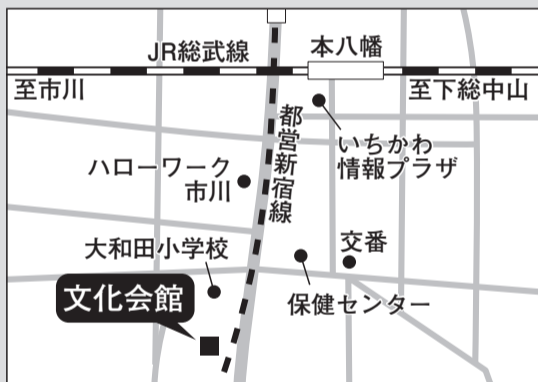 JR総武線
本八幡
至市川
至下総中山
都営新宿線
いちかわ
情報プラザ
ハローワーク
市川
大和田小学校
交番
保健センター
文化会館